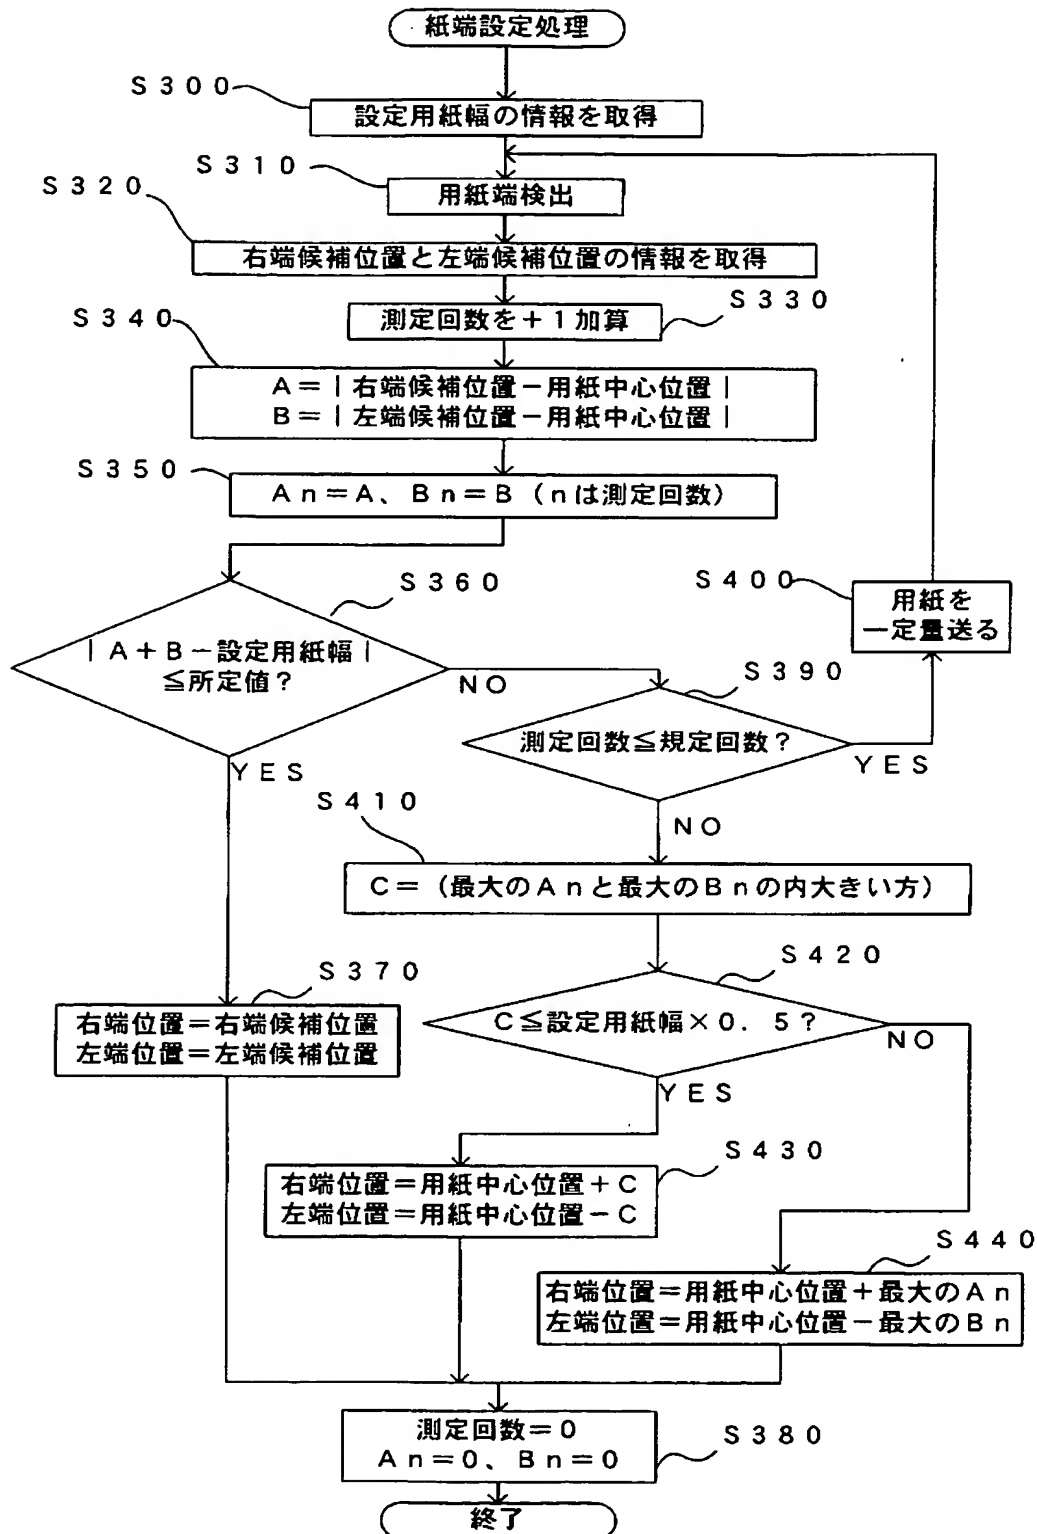 紙端設定処理
S300
設定用紙幅の情報を取得
S310
用紙端検出
S320
右端候補位置と左端候補位置の情報を取得
S330
測定回数を+1加算
S340
A=|右端候補位置-用紙中心位置|
B=|左端候補位置-用紙中心位置|
S350
An=A、Bn=B(nは測定回数)
S360
|A+B-設定用紙幅|
≦所定値?
NO
YES
S400
用紙を
一定量送る
S390
測定回数≦規定回数?
YES
NO
S410
C=(最大のAnと最大のBnの内大きい方)
S420
C≦設定用紙幅×0.5?
NO
YES
S370
右端位置=右端候補位置
左端位置=左端候補位置
S430
右端位置=用紙中心位置+C
左端位置=用紙中心位置-C
S440
右端位置=用紙中心位置+最大のAn
左端位置=用紙中心位置-最大のBn
測定回数=0
An=0、Bn=0
S380
終了